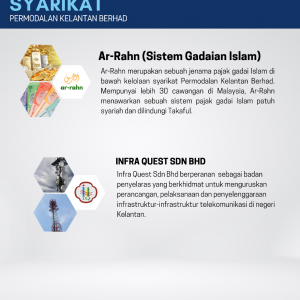 SYARIKAT
PERMODALAN KELANTAN BERHAD
Ar-Rahn (Sistem Gadaian Islam)
Ar-Rahn merupakan sebuah jenama pajak gadai Islam di
bawah kelolaan syarikat Permodalan Kelantan Berhad.
Mempunyai lebih 30 cawangan di Malaysia, Ar-Rahn
menawarkan sebuah sistem pajak gadai Islam patuh
syariah dan dilindungi Takaful.
ar-rahn
INFRA QUEST SDN BHD
Infra Quest Sdn Bhd berperanan sebagai badan
penyelaras yang berkhidmat untuk menguruskan
perancangan, pelaksanaan dan penyelenggaraan
infrastruktur-infrastruktur telekomunikasi di negeri
Kelantan.